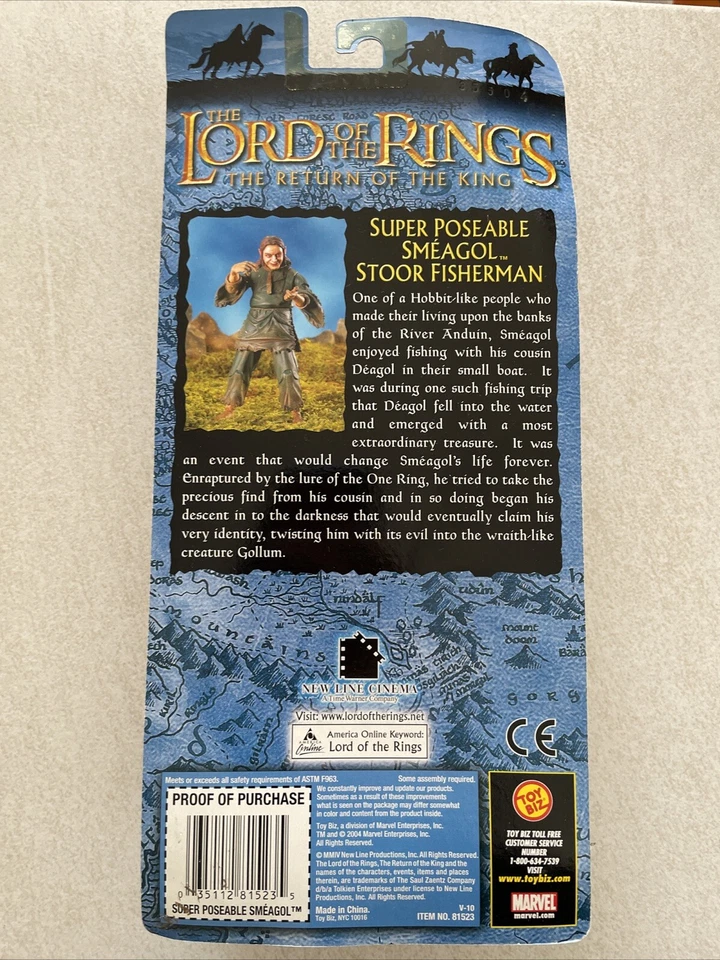 THE
LORD OF THE RINGS
THE RETURN OF THE KING
SUPER POSEABLE
SMÉAGOL™
STOOR FISHERMAN
One of a Hobbit-like people who
made their living upon the banks
of the River Anduin, Sméagol
enjoyed fishing with his cousin
Déagol in their small boat. It
was during one such fishing trip
that Déagol fell into the water
and emerged with a most
extraordinary treasure. It was
an event that would change Sméagol's life forever.
Enraptured by the lure of the One Ring, he tried to take the
precious find from his cousin and in so doing began his
descent in to the darkness that would eventually claim his
very identity, twisting him with its evil into the wraith-like
creature Gollum.
nindalf
udûn
mount
doom
mountains
gorg
NEW LINE CINEMA
A Time Warner Company
Visit: www.lordoftherings.net
America Online
America Online Keyword:
Lord of the Rings
CE
Meets or exceeds all safety requirements of ASTM F963.
Some assembly required.
PROOF OF PURCHASE
0 35112 81523 5
SUPER POSEABLE SMÉAGOL™
We constantly improve and update our products.
Sometimes as a result of these improvements
what is seen on the package may differ somewhat
in color and content from the product inside.
Toy Biz, a division of Marvel Enterprises, Inc.
TM and © 2004 Marvel Enterprises, Inc.
All Rights Reserved.
© MMIV New Line Productions, Inc. All Rights Reserved.
The Lord of the Rings, The Return of the King and the
names of the characters, events, items and places
therein, are trademarks of The Saul Zaentz Company
d/b/a Tolkien Enterprises under license to New Line
Productions, Inc. All Rights Reserved.
Made in China.
V-10
Toy Biz, NYC 10016
ITEM NO. 81523
TOY BIZ
TOY BIZ TOLL FREE
CUSTOMER SERVICE
NUMBER
1-800-634-7539
VISIT
www.toybiz.com
MARVEL
marvel.com